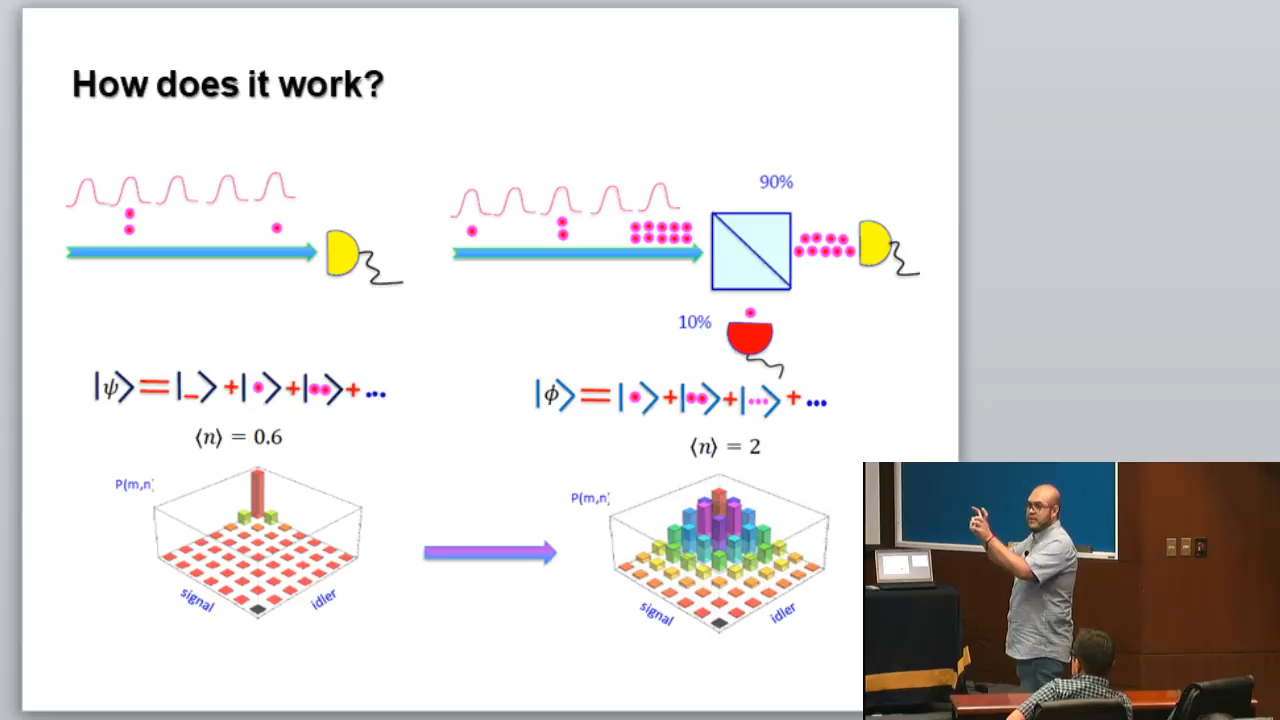 How does it work?
90%
10%
|ψ⟩=|_⟩+|•⟩+|••⟩+...
|ϕ⟩=|•⟩+|••⟩+|•••⟩+...
⟨n⟩ = 0.6
⟨n⟩ = 2
P(m,n)
signal
idler
P(m,n)
signal
idler